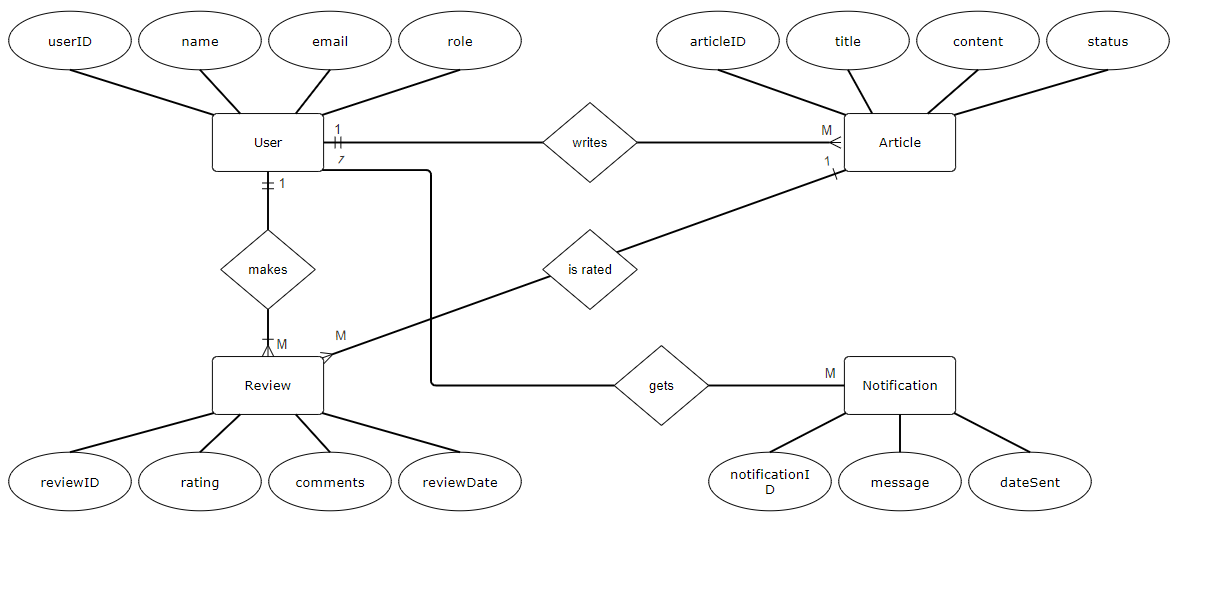 userID
name
email
role
articleID
title
content
status
User
1
writes
M
Article
1
1
makes
is rated
M
M
Review
gets
M
Notification
reviewID
rating
comments
reviewDate
notificationI
D
message
dateSent